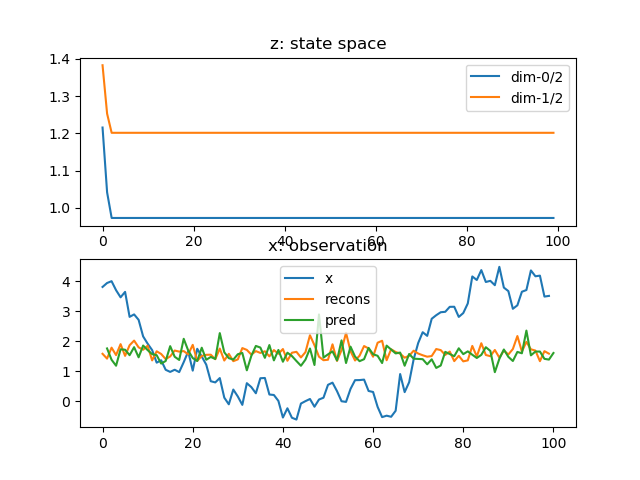 z: state space
1.4
1.3
1.2
1.1
1.0
dim-0/2
dim-1/2
0 20 40 60 80 100
x: observation
4
3
2
1
0
x
recons
pred
0 20 40 60 80 100